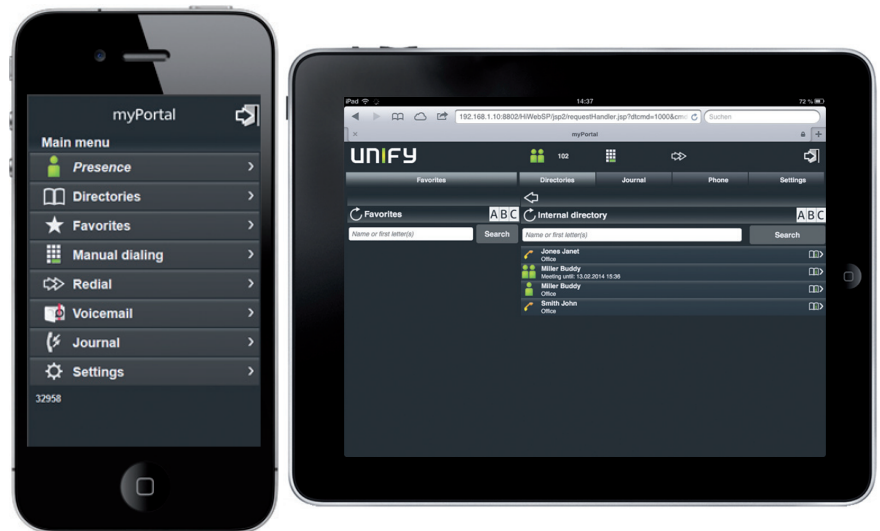 myPortal
Main menu
Presence
Directories
Favorites
Manual dialing
Redial
Voicemail
Journal
Settings
32958
iPad 14:37 72 %
192.168.1.10:8802/HiWebSP/jsp2/requestHandler.jsp?dtcmd=1000&cmd Suchen
myPortal
UNIFY 102
Favorites Directories Journal Phone Settings
Favorites ABC Internal directory ABC
Name or first letter(s) Search Name or first letter(s) Search
Jones Janet
Office
Miller Buddy
Meeting until: 13.02.2014 15:36
Miller Buddy
Office
Smith John
Office